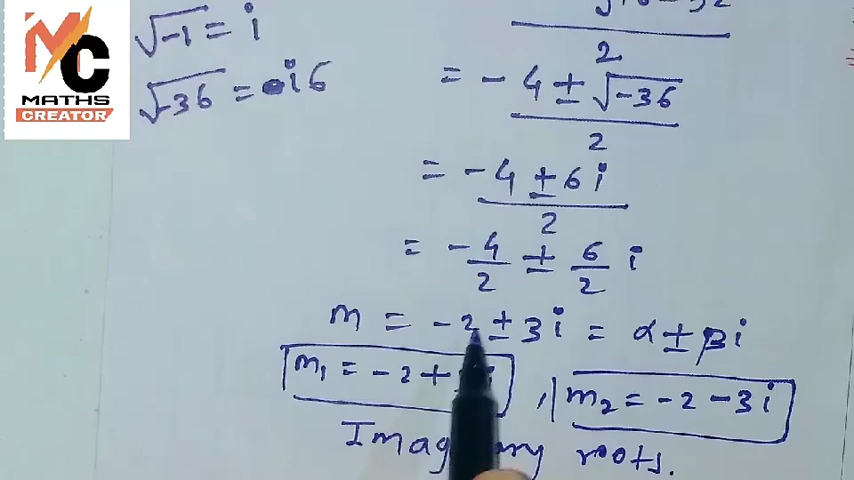 √-1 = i
√-36 = i6
MC
MATHS
CREATOR
2
= -4 ± √-36
2
= -4 ± 6i
2
= -4/2 ± 6/2 i
m = -2 ± 3i = α ± βi
m₁ = -2 + i , m₂ = -2 - 3i
roots.